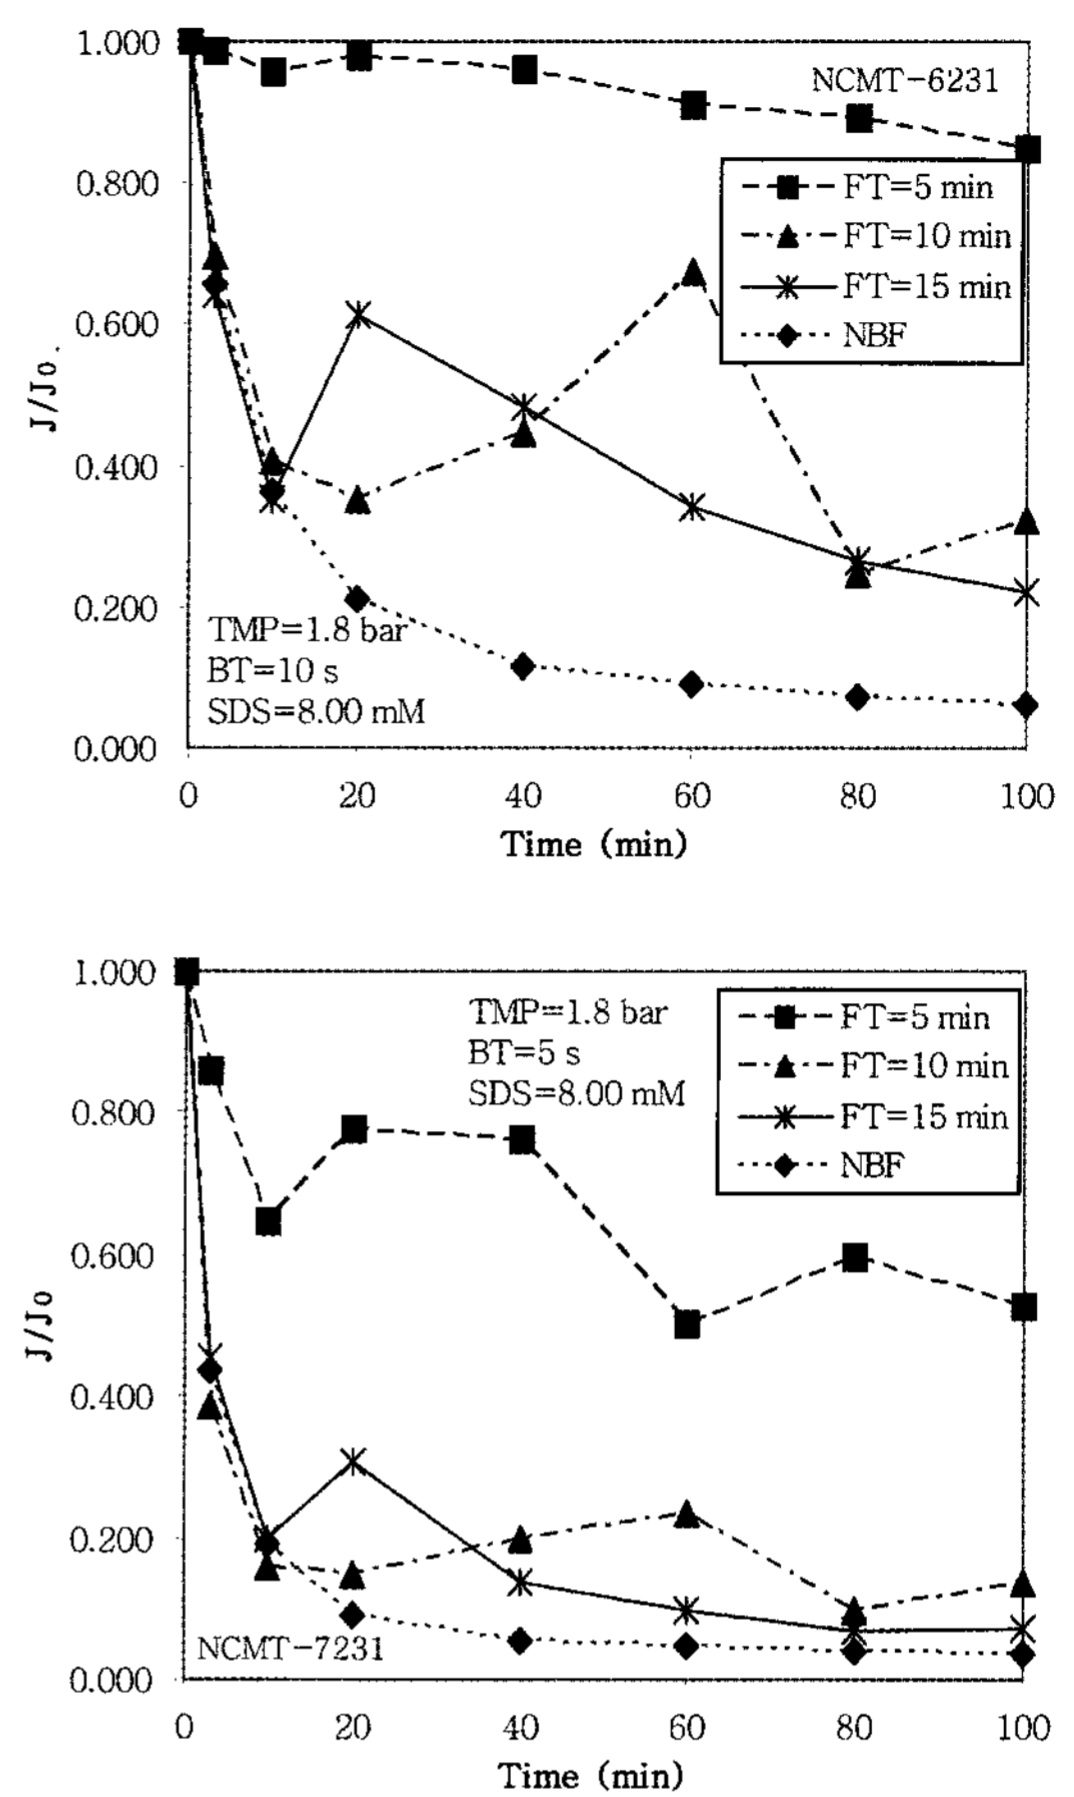 1.000
NCMT-6231
0.800
FT=5 min
FT=10 min
FT=15 min
NBF
0.600
J/J0
0.400
0.200
TMP=1.8 bar
BT=10 s
SDS=8.00 mM
0.000
0 20 40 60 80 100
Time (min)
1.000
TMP=1.8 bar
BT=5 s
SDS=8.00 mM
FT=5 min
FT=10 min
FT=15 min
NBF
0.800
0.600
J/J0
0.400
0.200
NCMT-7231
0.000
0 20 40 60 80 100
Time (min)